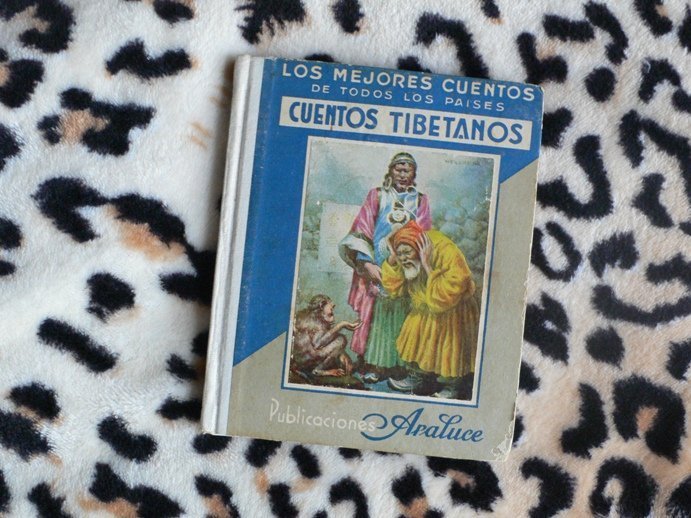 LOS MEJORES CUENTOS
DE TODOS LOS PAISES
CUENTOS TIBETANOS
Publicaciones Araluce